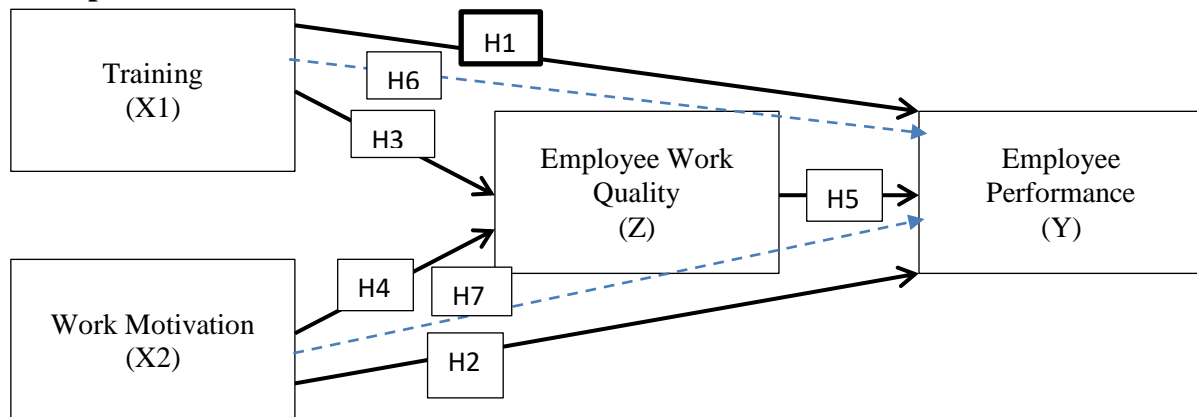 Training
(X1)
H1
H6
H3
Employee Work
Quality
(Z)
H5
Employee
Performance
(Y)
H4
H7
Work Motivation
(X2)
H2